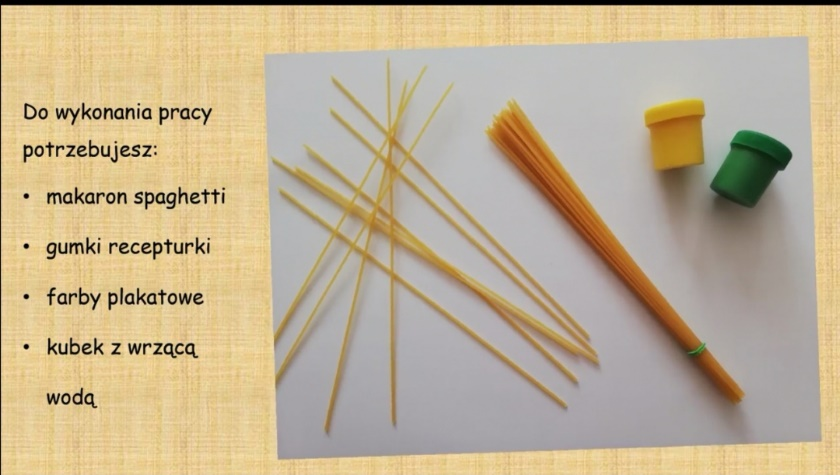 Do wykonania pracy
potrzebujesz:
• makaron spaghetti
• gumki recepturki
• farby plakatowe
• kubek z wrzącą
wodą